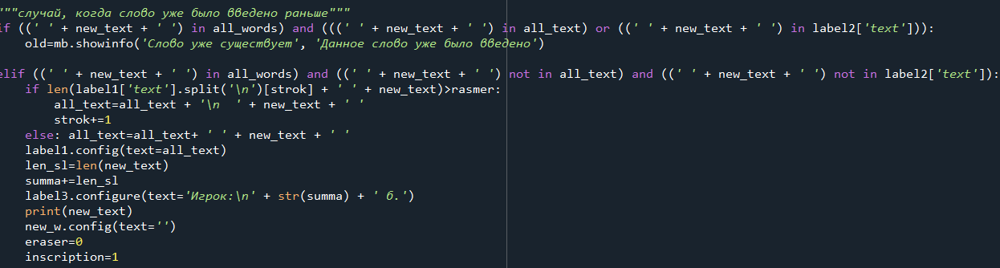 """случай, когда слово уже было введено раньше"""
if ((' ' + new_text + ' ') in all_words) and (((' ' + new_text + ' ') in all_text) or ((' ' + new_text + ' ') in label2['text'])):
    old=mb.showinfo('Слово уже существует', 'Данное слово уже было введено')
elif ((' ' + new_text + ' ') in all_words) and ((' ' + new_text + ' ') not in all_text) and ((' ' + new_text + ' ') not in label2['text']):
    if len(label1['text'].split('\n')[strok] + ' ' + new_text)>rasmer:
        all_text=all_text + '\n  ' + new_text + ' '
        strok+=1
    else: all_text=all_text+ ' ' + new_text + ' '
    label1.config(text=all_text)
    len_sl=len(new_text)
    summa+=len_sl
    label3.configure(text='Игрок:\n' + str(summa) + ' б.')
    print(new_text)
    new_w.config(text='')
    eraser=0
    inscription=1